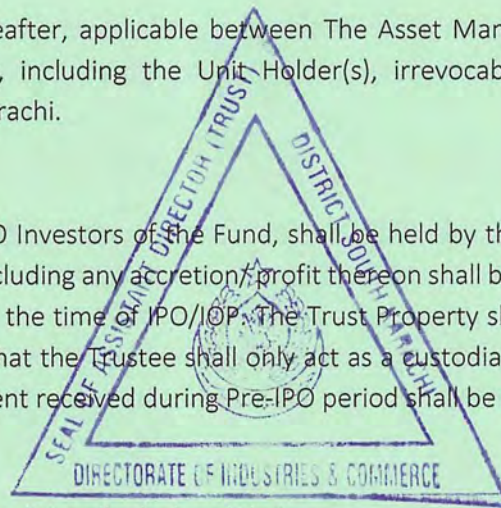 eafter, applicable between The Asset Mar
, including the Unit Holder(s), irrevocab
rachi.
O Investors of the Fund, shall be held by th
cluding any accretion/ profit thereon shall b
the time of IPO/IOP. The Trust Property sl
hat the Trustee shall only act as a custodia
ent received during Pre-IPO period shall be
SEAL OF ASSISTANT DIRECTOR (TRUST)
DISTRICT SOUTH KARACHI
DIRECTORATE OF INDUSTRIES & COMMERCE